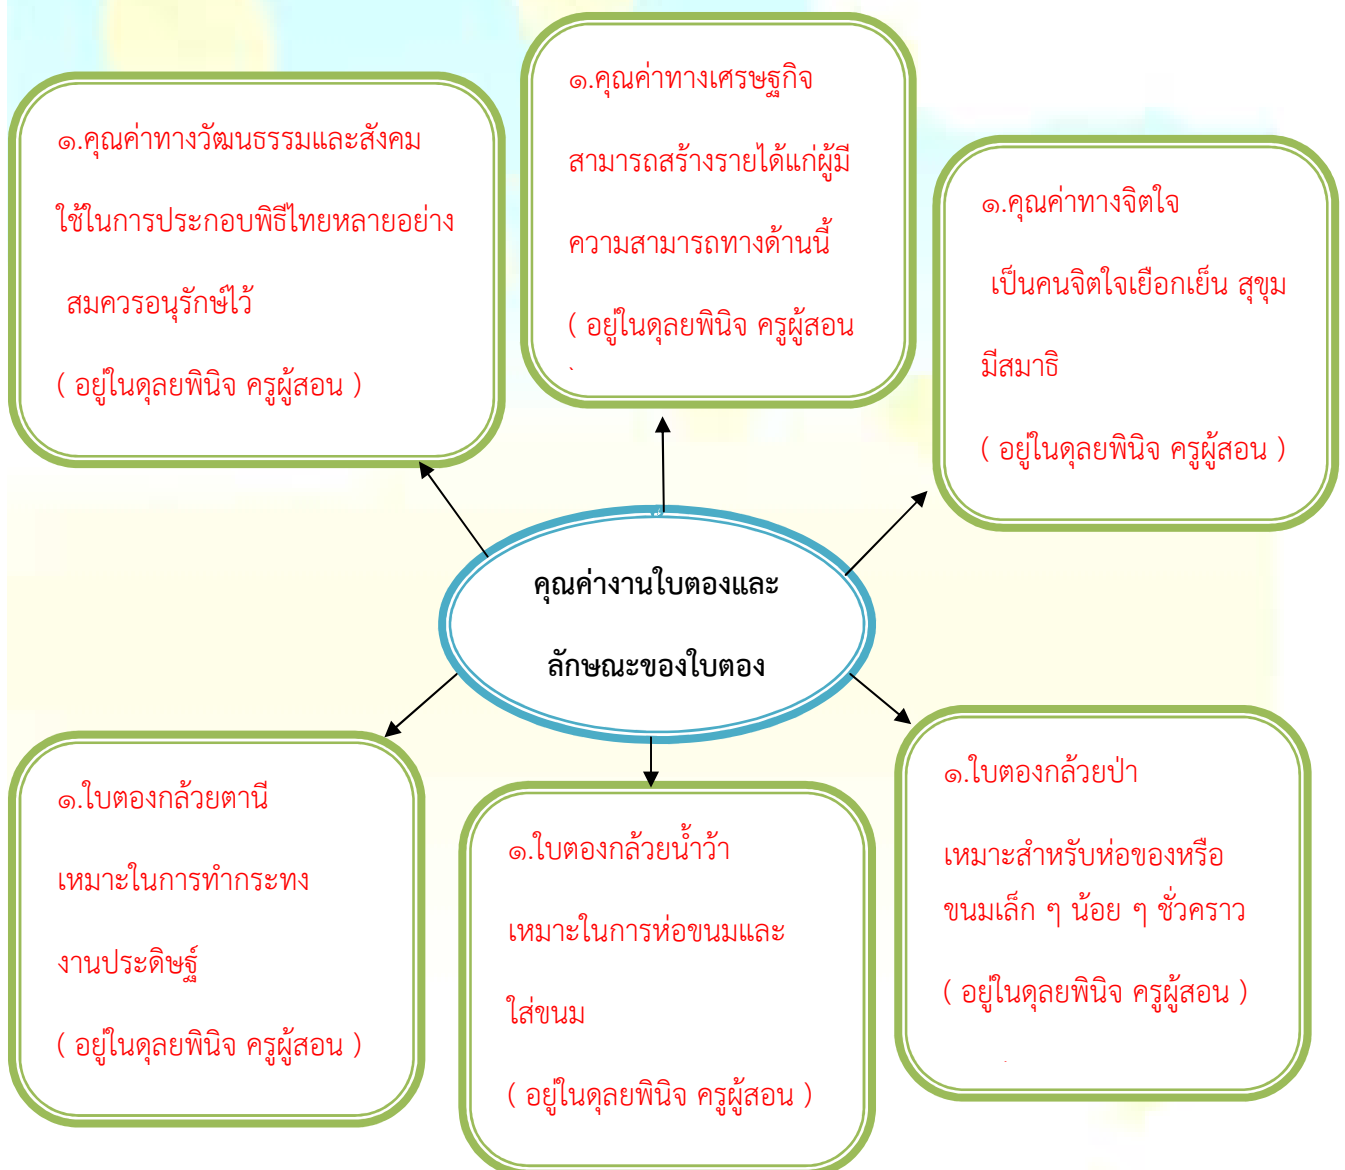 ๑.คุณค่าทางวัฒนธรรมและสังคม
ใช้ในการประกอบพิธีไทยหลายอย่าง
สมควรอนุรักษ์ไว้
( อยู่ในดุลยพินิจ ครูผู้สอน )
๑.คุณค่าทางเศรษฐกิจ
สามารถสร้างรายได้แก่ผู้มี
ความสามารถทางด้านนี้
( อยู่ในดุลยพินิจ ครูผู้สอน
๑.คุณค่าทางจิตใจ
เป็นคนจิตใจเยือกเย็น สุขุม
มีสมาธิ
( อยู่ในดุลยพินิจ ครูผู้สอน )
คุณค่างานใบตองและ
ลักษณะของใบตอง
๑.ใบตองกล้วยตานี
เหมาะในการทำกระทง
งานประดิษฐ์
( อยู่ในดุลยพินิจ ครูผู้สอน )
๑.ใบตองกล้วยน้ำว้า
เหมาะในการห่อขนมและ
ใส่ขนม
( อยู่ในดุลยพินิจ ครูผู้สอน )
๑.ใบตองกล้วยป่า
เหมาะสำหรับห่อของหรือ
ขนมเล็ก ๆ น้อย ๆ ชั่วคราว
( อยู่ในดุลยพินิจ ครูผู้สอน )